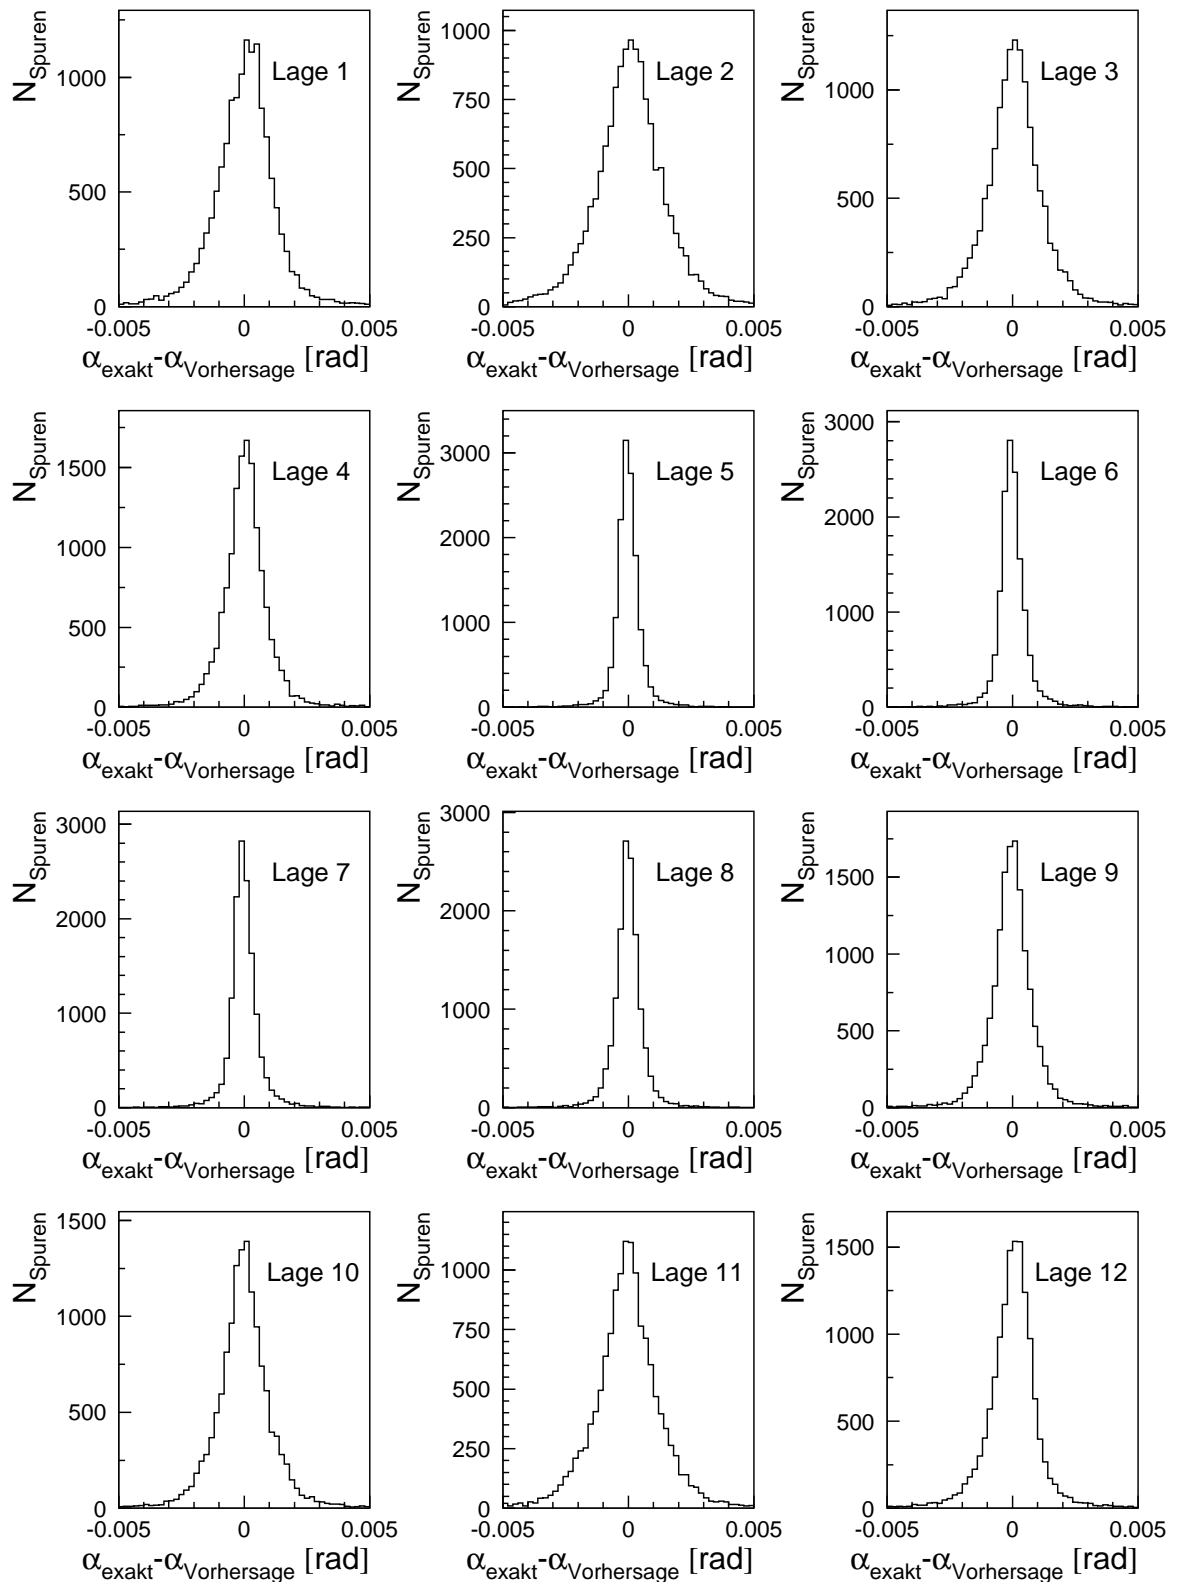 N_Spuren
Lage 1
1000
500
0
-0.005 0 0.005
α_exakt-α_Vorhersage [rad]
N_Spuren
Lage 2
1000
750
500
250
0
-0.005 0 0.005
α_exakt-α_Vorhersage [rad]
N_Spuren
Lage 3
1000
500
0
-0.005 0 0.005
α_exakt-α_Vorhersage [rad]
N_Spuren
Lage 4
1500
1000
500
0
-0.005 0 0.005
α_exakt-α_Vorhersage [rad]
N_Spuren
Lage 5
3000
2000
1000
0
-0.005 0 0.005
α_exakt-α_Vorhersage [rad]
N_Spuren
Lage 6
3000
2000
1000
0
-0.005 0 0.005
α_exakt-α_Vorhersage [rad]
N_Spuren
Lage 7
3000
2000
1000
0
-0.005 0 0.005
α_exakt-α_Vorhersage [rad]
N_Spuren
Lage 8
3000
2000
1000
0
-0.005 0 0.005
α_exakt-α_Vorhersage [rad]
N_Spuren
Lage 9
1500
1000
500
0
-0.005 0 0.005
α_exakt-α_Vorhersage [rad]
N_Spuren
Lage 10
1500
1000
500
0
-0.005 0 0.005
α_exakt-α_Vorhersage [rad]
N_Spuren
Lage 11
1000
750
500
250
0
-0.005 0 0.005
α_exakt-α_Vorhersage [rad]
N_Spuren
Lage 12
1500
1000
500
0
-0.005 0 0.005
α_exakt-α_Vorhersage [rad]